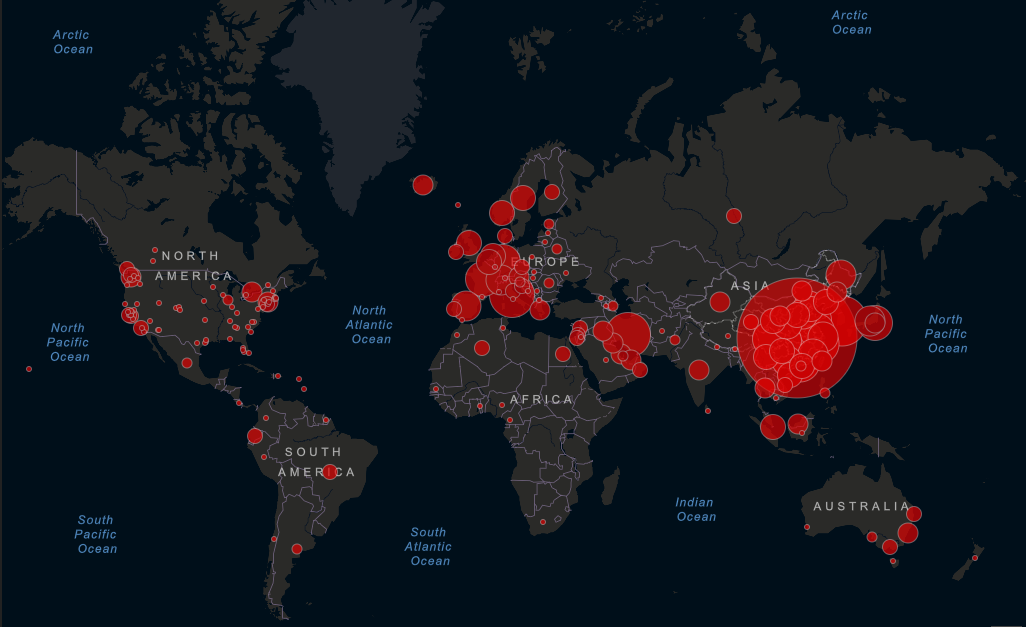 Arctic
Ocean
Arctic
Ocean
NORTH
AMERICA
EUROPE
ASIA
North
Pacific
Ocean
North
Atlantic
Ocean
North
Pacific
Ocean
AFRICA
SOUTH
AMERICA
Indian
Ocean
AUSTRALIA
South
Pacific
Ocean
South
Atlantic
Ocean